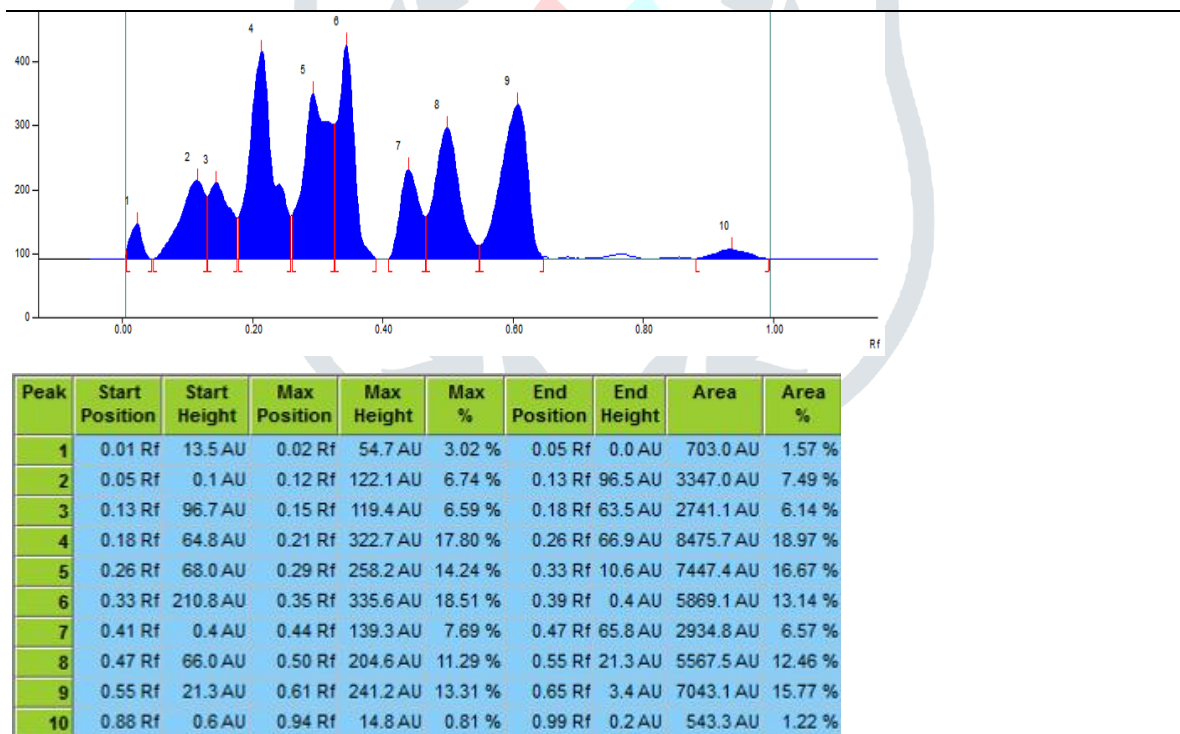 6
4
400
5
9
8
300
7
2 3
200
1
10
100
0
0.00 0.20 0.40 0.60 0.80 1.00
Rf
Peak Start Position Start Height Max Position Max Height Max % End Position End Height Area Area %
1 0.01 Rf 13.5 AU 0.02 Rf 54.7 AU 3.02 % 0.05 Rf 0.0 AU 703.0 AU 1.57 %
2 0.05 Rf 0.1 AU 0.12 Rf 122.1 AU 6.74 % 0.13 Rf 96.5 AU 3347.0 AU 7.49 %
3 0.13 Rf 96.7 AU 0.15 Rf 119.4 AU 6.59 % 0.18 Rf 63.5 AU 2741.1 AU 6.14 %
4 0.18 Rf 64.8 AU 0.21 Rf 322.7 AU 17.80 % 0.26 Rf 66.9 AU 8475.7 AU 18.97 %
5 0.26 Rf 68.0 AU 0.29 Rf 258.2 AU 14.24 % 0.33 Rf 10.6 AU 7447.4 AU 16.67 %
6 0.33 Rf 210.8 AU 0.35 Rf 335.6 AU 18.51 % 0.39 Rf 0.4 AU 5869.1 AU 13.14 %
7 0.41 Rf 0.4 AU 0.44 Rf 139.3 AU 7.69 % 0.47 Rf 65.8 AU 2934.8 AU 6.57 %
8 0.47 Rf 66.0 AU 0.50 Rf 204.6 AU 11.29 % 0.55 Rf 21.3 AU 5567.5 AU 12.46 %
9 0.55 Rf 21.3 AU 0.61 Rf 241.2 AU 13.31 % 0.65 Rf 3.4 AU 7043.1 AU 15.77 %
10 0.88 Rf 0.6 AU 0.94 Rf 14.8 AU 0.81 % 0.99 Rf 0.2 AU 543.3 AU 1.22 %